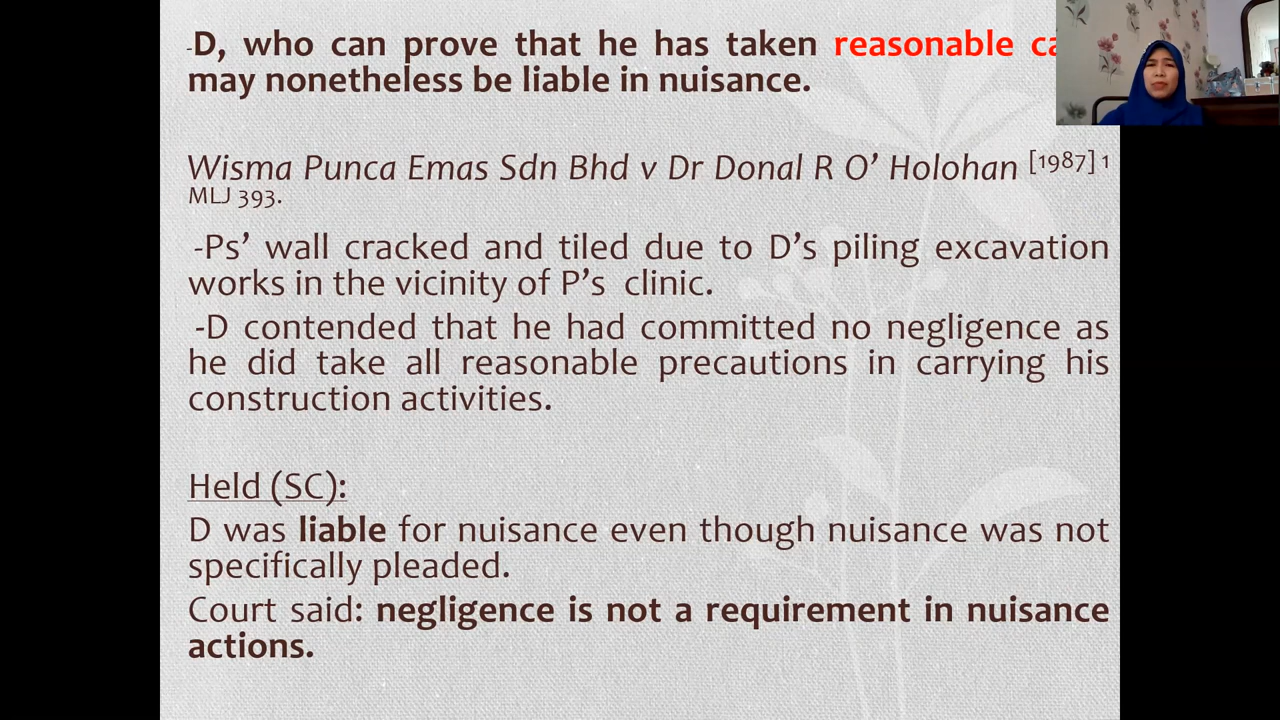 -D, who can prove that he has taken reasonable
may nonetheless be liable in nuisance.
Wisma Punca Emas Sdn Bhd v Dr Donal R O' Holohan [1987] 1
MLJ 393.
-Ps' wall cracked and tiled due to D's piling excavation
works in the vicinity of P's clinic.
-D contended that he had committed no negligence as
he did take all reasonable precautions in carrying his
construction activities.
Held (SC):
D was liable for nuisance even though nuisance was not
specifically pleaded.
Court said: negligence is not a requirement in nuisance
actions.